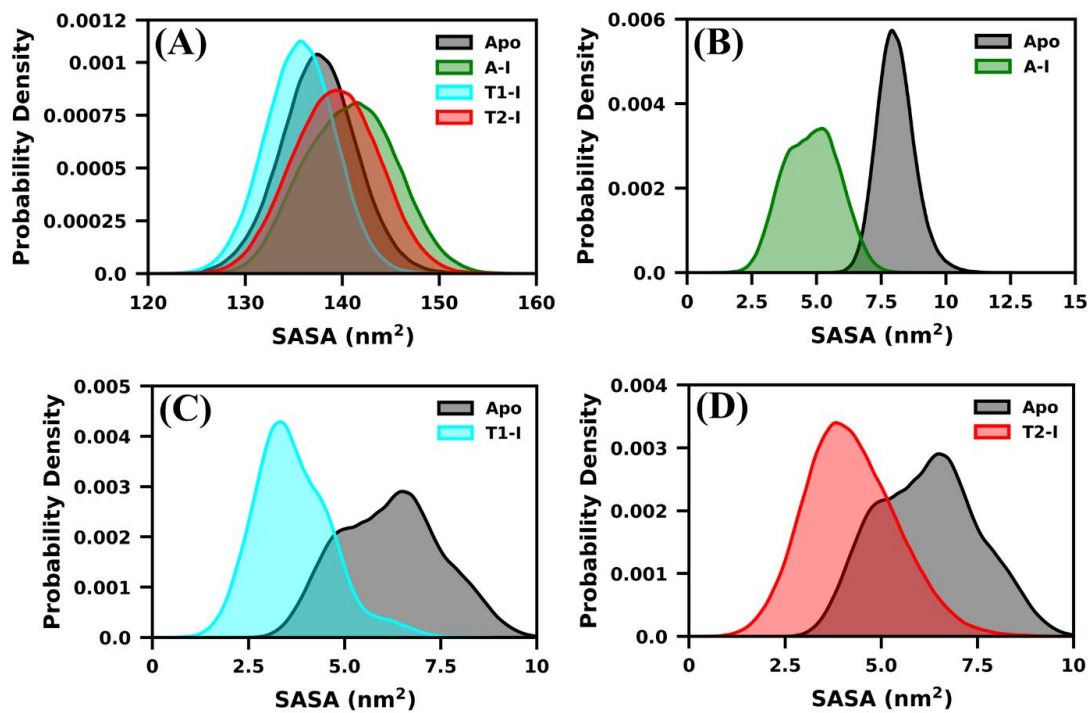 (A)
Probability Density
0.0012
0.001
0.00075
0.0005
0.00025
0.0
Apo
A-I
T1-I
T2-I
120 130 140 150 160
SASA (nm²)
(B)
Probability Density
0.006
0.004
0.002
0.0
Apo
A-I
0 2.5 5.0 7.5 10 12.5 15
SASA (nm²)
(C)
Probability Density
0.005
0.004
0.003
0.002
0.001
0.0
Apo
T1-I
0 2.5 5.0 7.5 10
SASA (nm²)
(D)
Probability Density
0.004
0.003
0.002
0.001
0.0
Apo
T2-I
0 2.5 5.0 7.5 10
SASA (nm²)